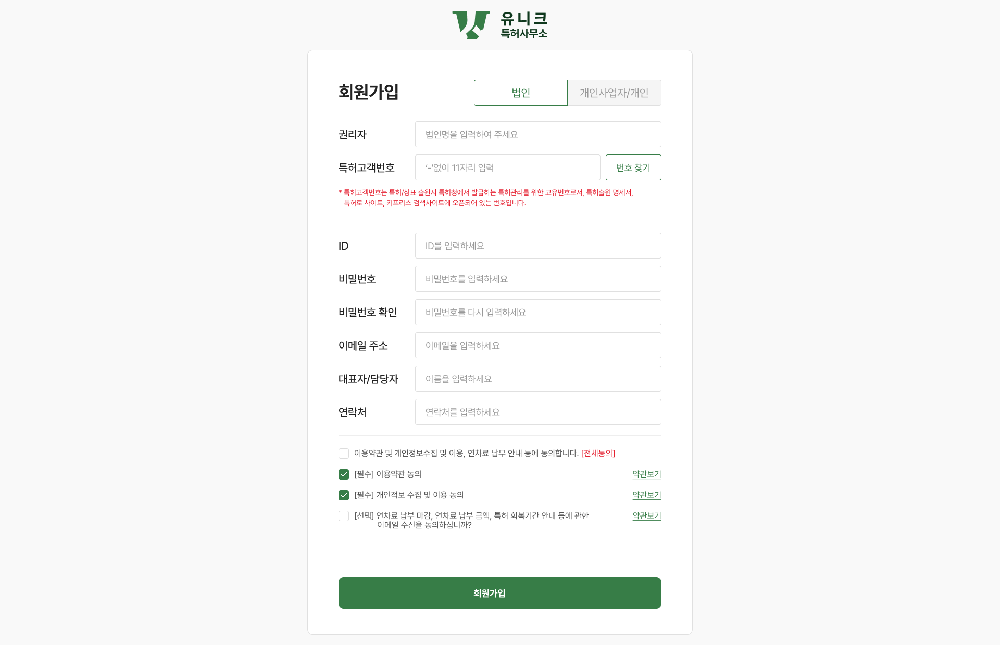 유니크
특허사무소
회원가입
법인
개인사업자/개인
권리자
법인명을 입력하여 주세요
특허고객번호
‘-’없이 11자리 입력
번호 찾기
* 특허고객번호는 특허/상표 출원시 특허청에서 발급하는 특허관리를 위한 고유번호로서, 특허출원 명세서,
특허로 사이트, 키프리스 검색사이트에 오픈되어 있는 번호입니다.
ID
ID를 입력하세요
비밀번호
비밀번호를 입력하세요
비밀번호 확인
비밀번호를 다시 입력하세요
이메일 주소
이메일을 입력하세요
대표자/담당자
이름을 입력하세요
연락처
연락처를 입력하세요
이용약관 및 개인정보수집 및 이용, 연차료 납부 안내 등에 동의합니다. [전체동의]
[필수] 이용약관 동의
약관보기
[필수] 개인적보 수집 및 이용 동의
약관보기
[선택] 연차료 납부 마감, 연차료 납부 금액, 특허 회복기간 안내 등에 관한
약관보기
이메일 수신을 동의하십니까?
회원가입